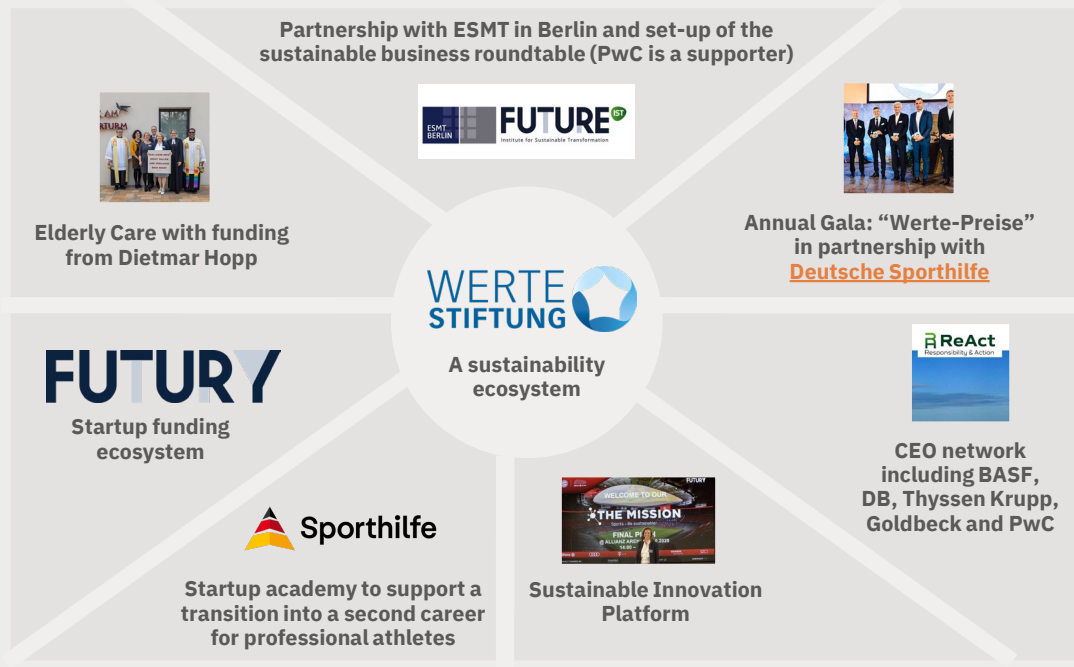 Partnership with ESMT in Berlin and set-up of the
sustainable business roundtable (PwC is a supporter)
ESMT
BERLIN
FUTURE
IST
Institute for Sustainable Transformation
Elderly Care with funding
from Dietmar Hopp
Annual Gala: “Werte-Preise”
in partnership with
Deutsche Sporthilfe
WERTE
STIFTUNG
A sustainability
ecosystem
FUTURY
Startup funding
ecosystem
ReAct
Responsibility & Action
CEO network
including BASF,
DB, Thyssen Krupp,
Goldbeck and PwC
Sporthilfe
Startup academy to support a
transition into a second career
for professional athletes
FUTURY
WELCOME TO OUR
THE MISSION
FINAL
@ ALLIANZ
14:00
Sustainable Innovation
Platform